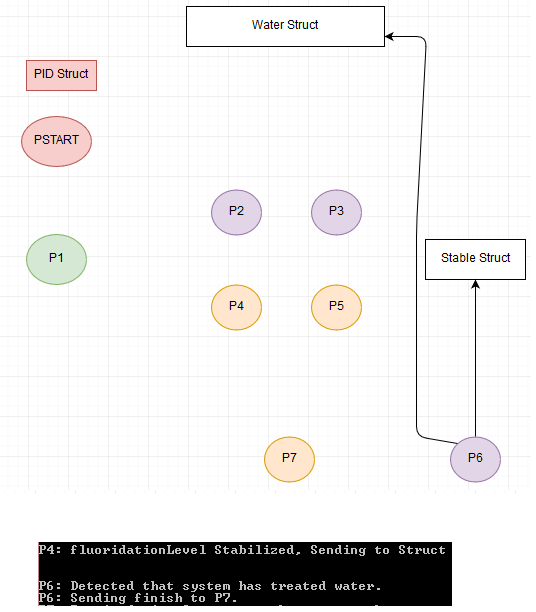 Water Struct
PID Struct
PSTART
P2
P3
P1
Stable Struct
P4
P5
P7
P6
P4: fluoridationLevel Stabilized, Sending to Struct
P6: Detected that system has treated water.
P6: Sending finish to P7.